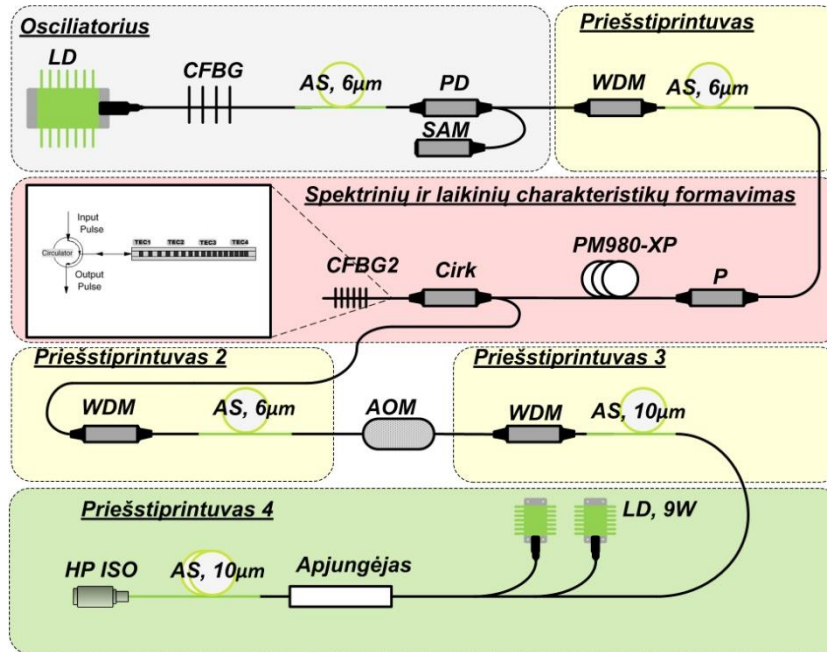 Osciliatorius
LD
CFBG
AS, 6µm
PD
SAM
Priešstiprintuvas
WDM
AS, 6µm
Spektrinių ir laikinių charakteristikų formavimas
Input
Pulse
Circulator
Output
Pulse
TEC1 TEC2 TEC3 TEC4
CFBG2
Cirk
PM980-XP
P
Priešstiprintuvas 2
WDM
AS, 6µm
AOM
Priešstiprintuvas 3
WDM
AS, 10µm
Priešstiprintuvas 4
LD, 9W
HP ISO
AS, 10µm
Apjungėjas